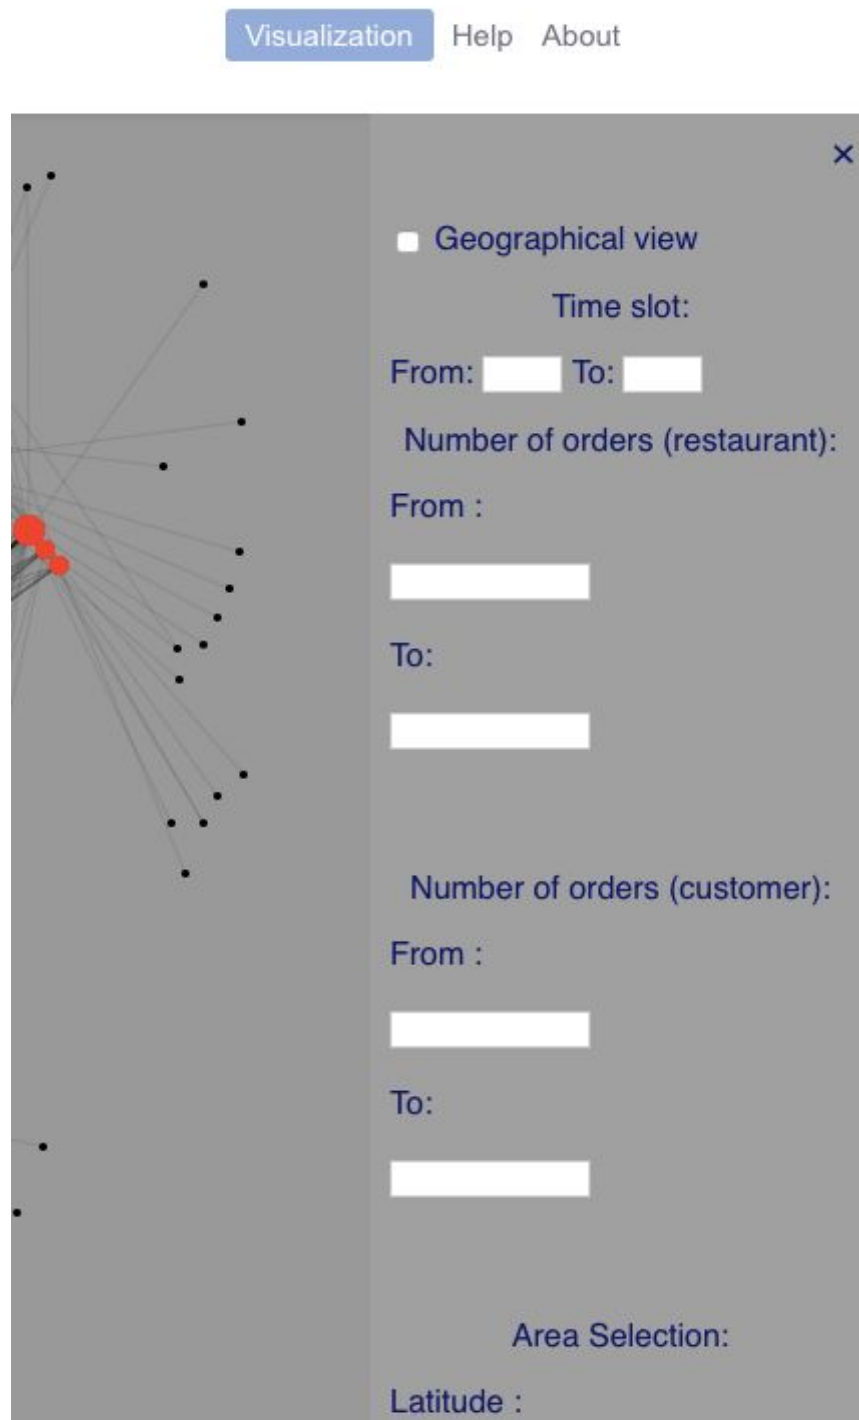 Visualization Help About
×
Geographical view
Time slot:
From: To:
Number of orders (restaurant):
From :
To:
Number of orders (customer):
From :
To:
Area Selection:
Latitude :